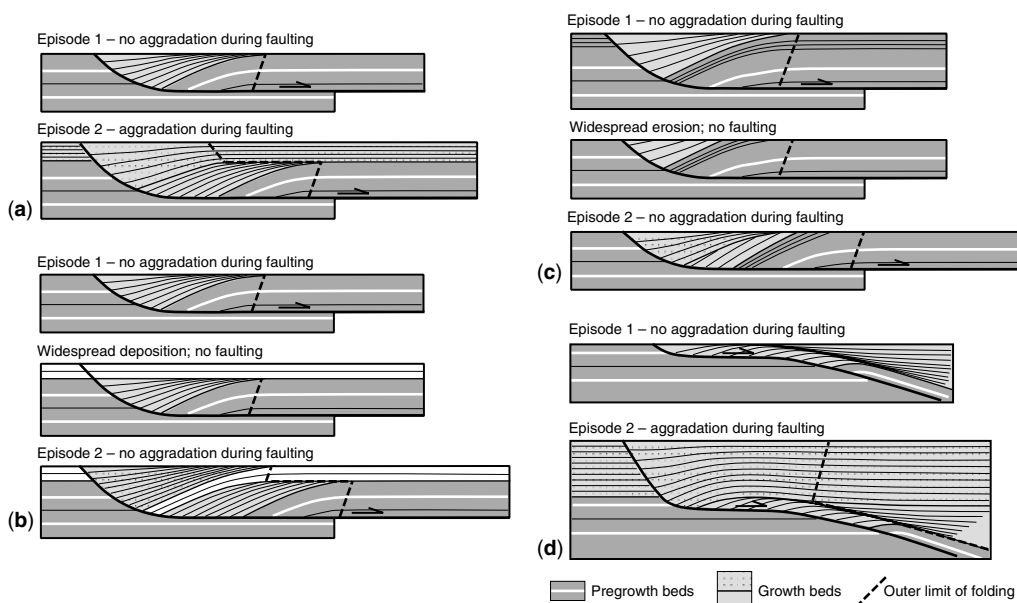 Episode 1 – no aggradation during faulting
Episode 2 – aggradation during faulting
(a)
Episode 1 – no aggradation during faulting
Widespread deposition; no faulting
Episode 2 – no aggradation during faulting
(b)
Episode 1 – no aggradation during faulting
Widespread erosion; no faulting
Episode 2 – no aggradation during faulting
(c)
Episode 1 – no aggradation during faulting
Episode 2 – aggradation during faulting
(d)
Pregrowth beds
Growth beds
Outer limit of folding